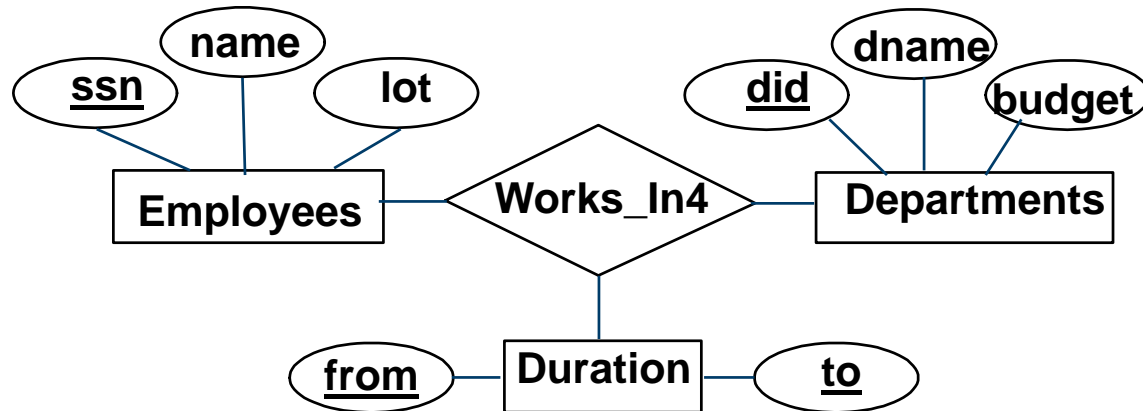 name
dname
ssn
lot
did
budget
Employees
Works_In4
Departments
from
Duration
to